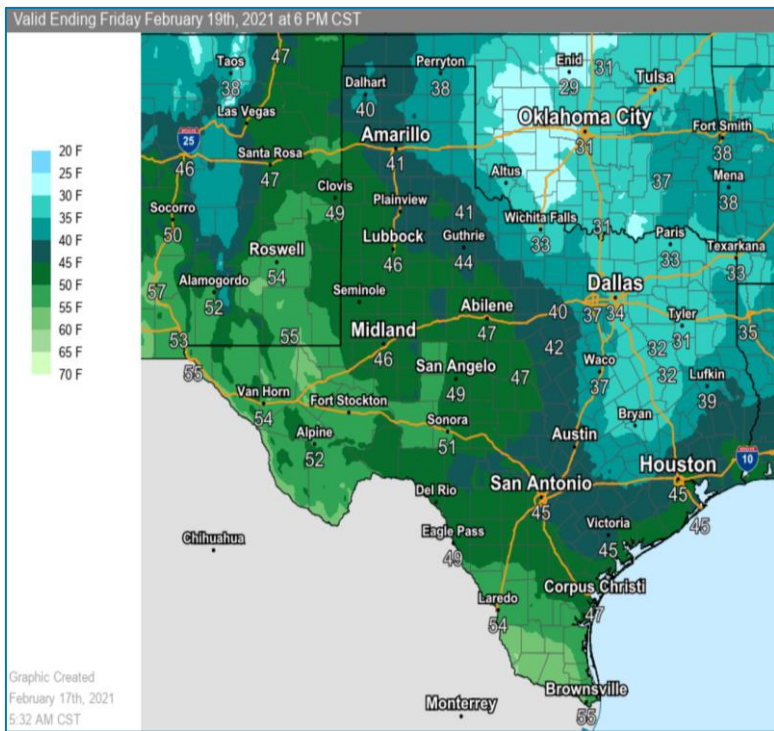 Valid Ending Friday February 19th, 2021 at 6 PM CST
Taos
38
47
Dalhart
40
Perryton
38
Enid
29
31
Tulsa
Las Vegas
Amarillo
41
Oklahoma City
31
Fort Smith
38
25
46
Santa Rosa
47
Clovis
49
Plainview
41
Altus
37
Mena
38
Socorro
50
Roswell
54
Lubbock
46
Guthrie
44
Wichita Falls
33
31
Paris
33
Texarkana
33
57
Alamogordo
52
Seminole
Abilene
47
40
Dallas
37
34
Tyler
31
35
53
55
55
Midland
46
San Angelo
49
47
42
Waco
37
32
32
Lufkin
39
Van Horn
54
Fort Stockton
Sonora
51
Bryan
Alpine
52
Austin
Houston
45
10
Del Rio
San Antonio
45
45
Chihuahua
Eagle Pass
49
Victoria
45
Laredo
54
Corpus Christi
47
Monterrey
Brownsville
55
20 F
25 F
30 F
35 F
40 F
45 F
50 F
55 F
60 F
65 F
70 F
Graphic Created
February 17th, 2021
5:32 AM CST